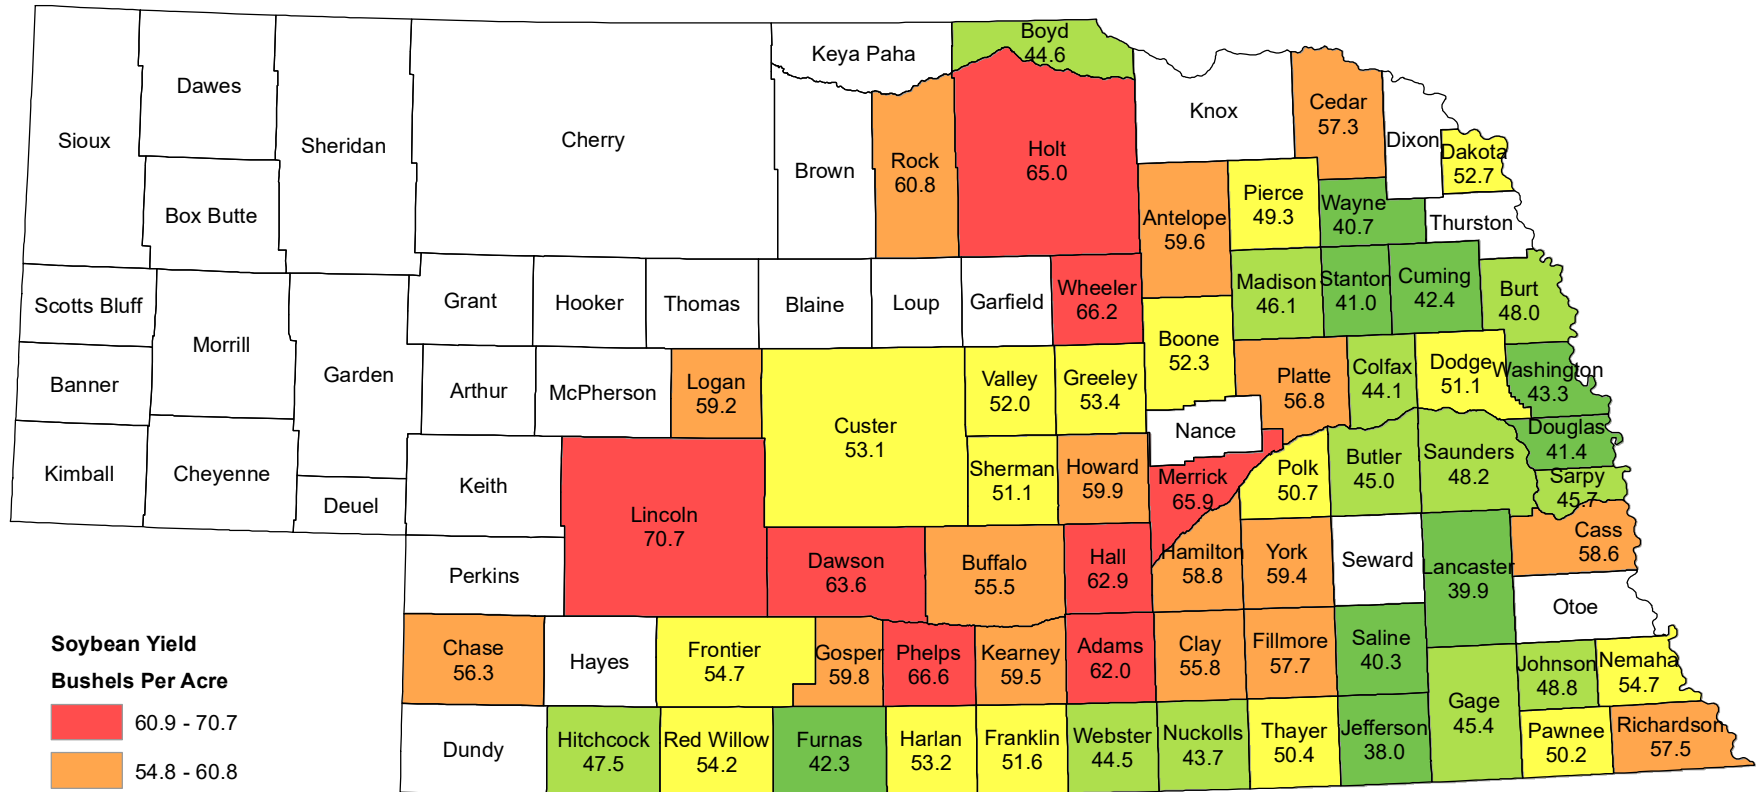 Boyd
44.6
Keya Paha
Dawes
Sioux
Sheridan
Cherry
Brown
Rock
60.8
Holt
65.0
Knox
Cedar
57.3
Dixon
Dakota
52.7
Box Butte
Antelope
59.6
Pierce
49.3
Wayne
40.7
Thurston
Scotts Bluff
Morrill
Garden
Grant
Hooker
Thomas
Blaine
Loup
Garfield
Wheeler
66.2
Madison
46.1
Stanton
41.0
Cuming
42.4
Burt
48.0
Banner
Arthur
McPherson
Logan
59.2
Custer
53.1
Valley
52.0
Greeley
53.4
Boone
52.3
Platte
56.8
Colfax
44.1
Dodge
51.1
Washington
43.3
Kimball
Cheyenne
Deuel
Keith
Lincoln
70.7
Sherman
51.1
Howard
59.9
Nance
Merrick
65.9
Polk
50.7
Butler
45.0
Saunders
48.2
Douglas
41.4
Sarpy
45.7
Perkins
Dawson
63.6
Buffalo
55.5
Hall
62.9
Hamilton
58.8
York
59.4
Seward
Lancaster
39.9
Cass
58.6
Otoe
Chase
56.3
Hayes
Frontier
54.7
Gosper
59.8
Phelps
66.6
Kearney
59.5
Adams
62.0
Clay
55.8
Fillmore
57.7
Saline
40.3
Johnson
48.8
Nemaha
54.7
Dundy
Hitchcock
47.5
Red Willow
54.2
Furnas
42.3
Harlan
53.2
Franklin
51.6
Webster
44.5
Nuckolls
43.7
Thayer
50.4
Jefferson
38.0
Gage
45.4
Pawnee
50.2
Richardson
57.5
Soybean Yield
Bushels Per Acre
60.9 - 70.7
54.8 - 60.8